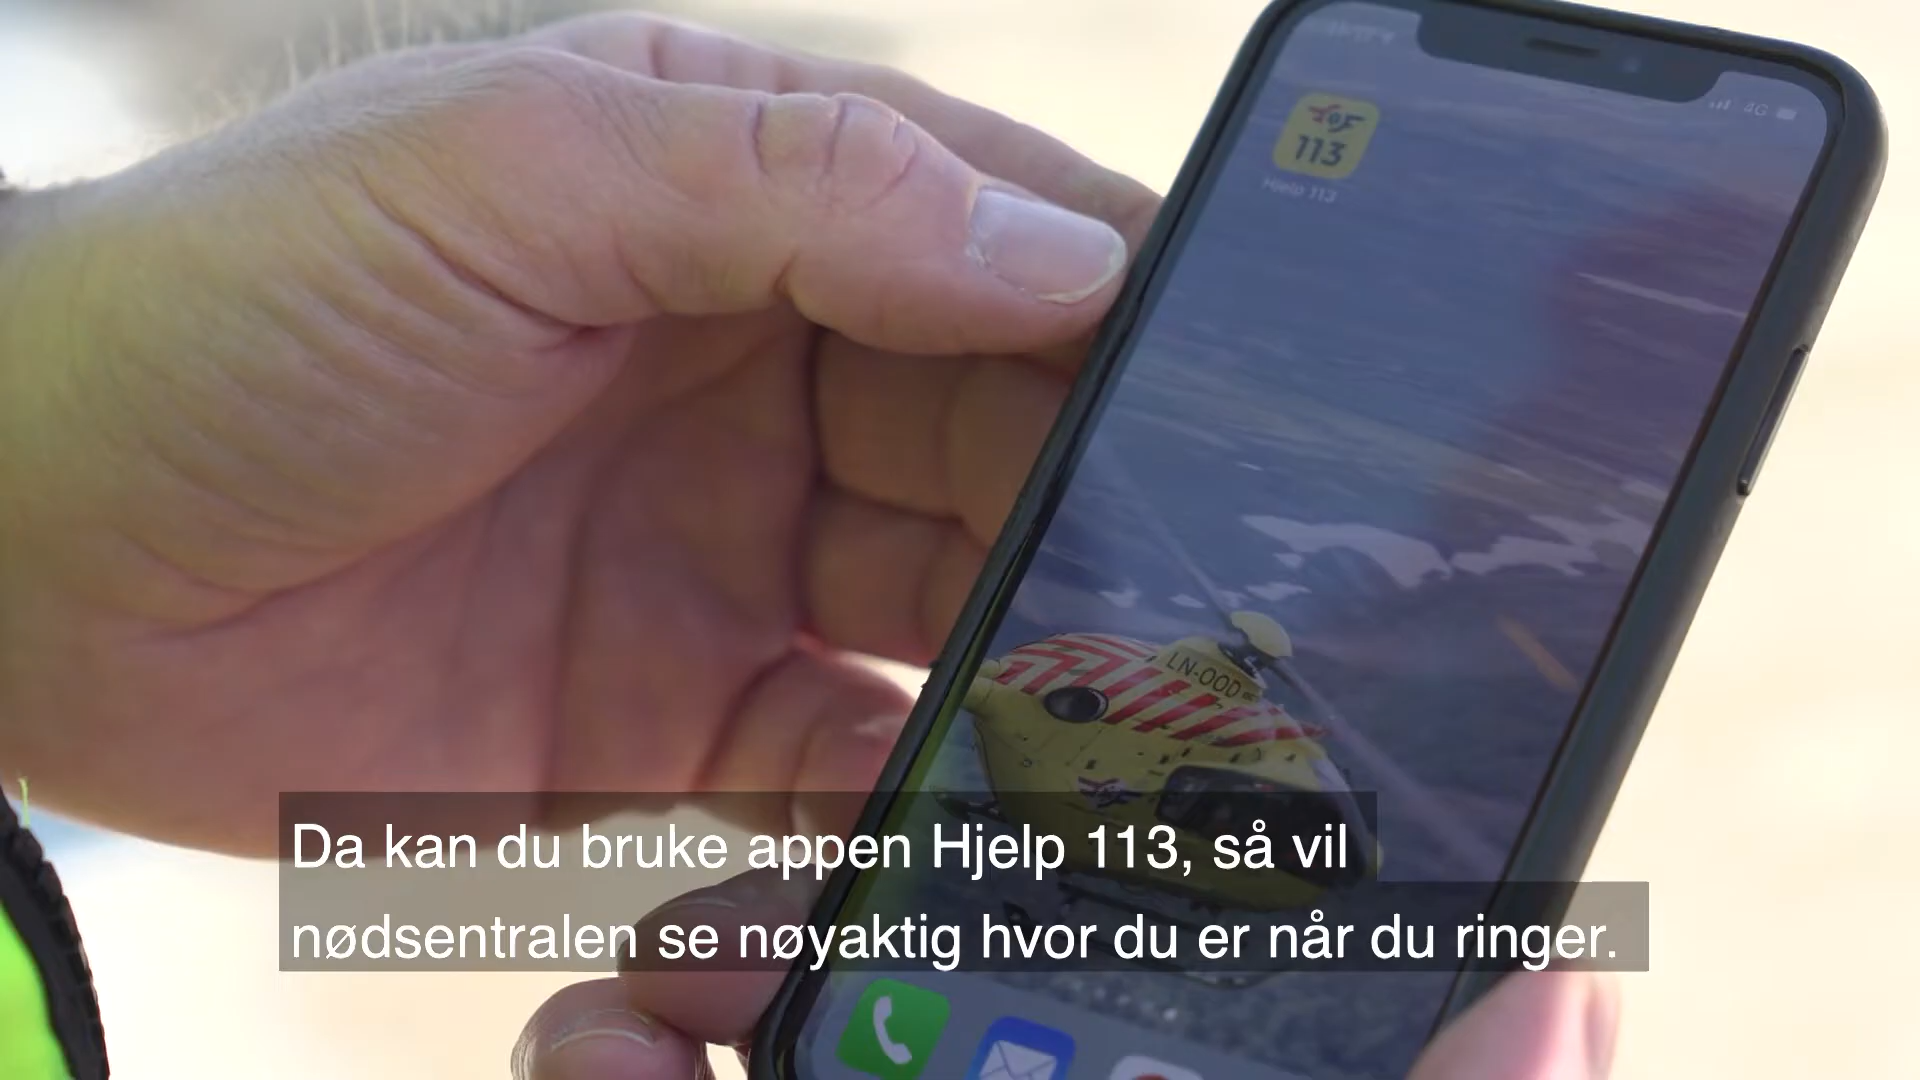 4G
113
Hjelp 113
LN-OOD
Da kan du bruke appen Hjelp 113, så vil
nødsentralen se nøyaktig hvor du er når du ringer.